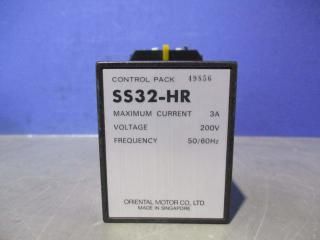 CONTROL PACK 49856
SS32-HR
MAXIMUM CURRENT 3A
VOLTAGE 200V
FREQUENCY 50/60Hz
ORIENTAL MOTOR CO., LTD.
MADE IN SINGAPORE